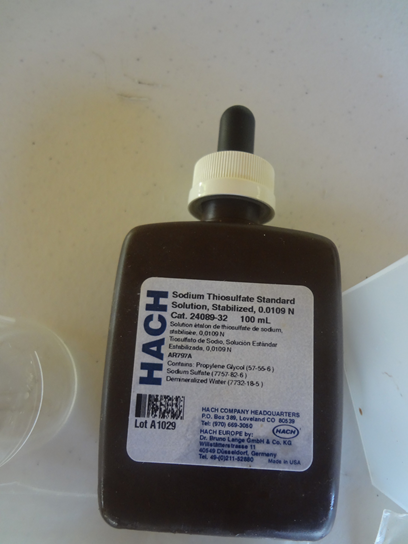 HACH
Sodium Thiosulfate Standard
Solution, Stabilized, 0.0109 N
Cat. 24089-32 100 mL
Solution étalon de thiosulfate de sodium,
stabilisée, 0,0109 N
Tiosulfato de Sodio, Solución Estándar
Estabilizada, 0,0109 N
AR797A
Contains: Propylene Glycol (57-55-6)
Sodium Sulfate (7757-82-6)
Demineralized Water (7732-18-5)
Lot A1029
HACH COMPANY HEADQUARTERS
P.O. Box 389, Loveland CO 80539
Tel: (970) 669-3050
HACH EUROPE by:
Dr. Bruno Lange GmbH & Co. KG
Willstätterstrasse 11
40549 Düsseldorf, Germany
Tel. 49-(0)211-52880
HACH
Made in USA